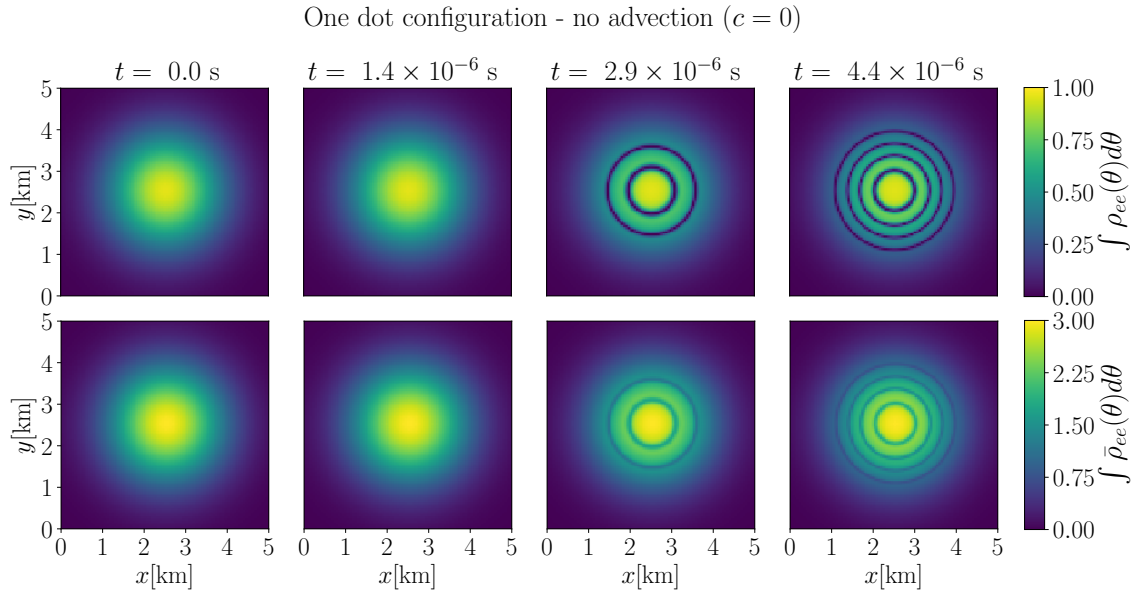 One dot configuration - no advection (c = 0)
t = 0.0 s
t = 1.4 × 10⁻⁶ s
t = 2.9 × 10⁻⁶ s
t = 4.4 × 10⁻⁶ s
5
4
3
2
1
0
y[km]
1.00
0.75
0.50
0.25
0.00
∫ ρₑₑ(θ)dθ
5
4
3
2
1
0
y[km]
0 1 2 3 4 5
x[km]
0 1 2 3 4 5
x[km]
0 1 2 3 4 5
x[km]
0 1 2 3 4 5
x[km]
3.00
2.25
1.50
0.75
0.00
∫ ρ̄ₑₑ(θ)dθ